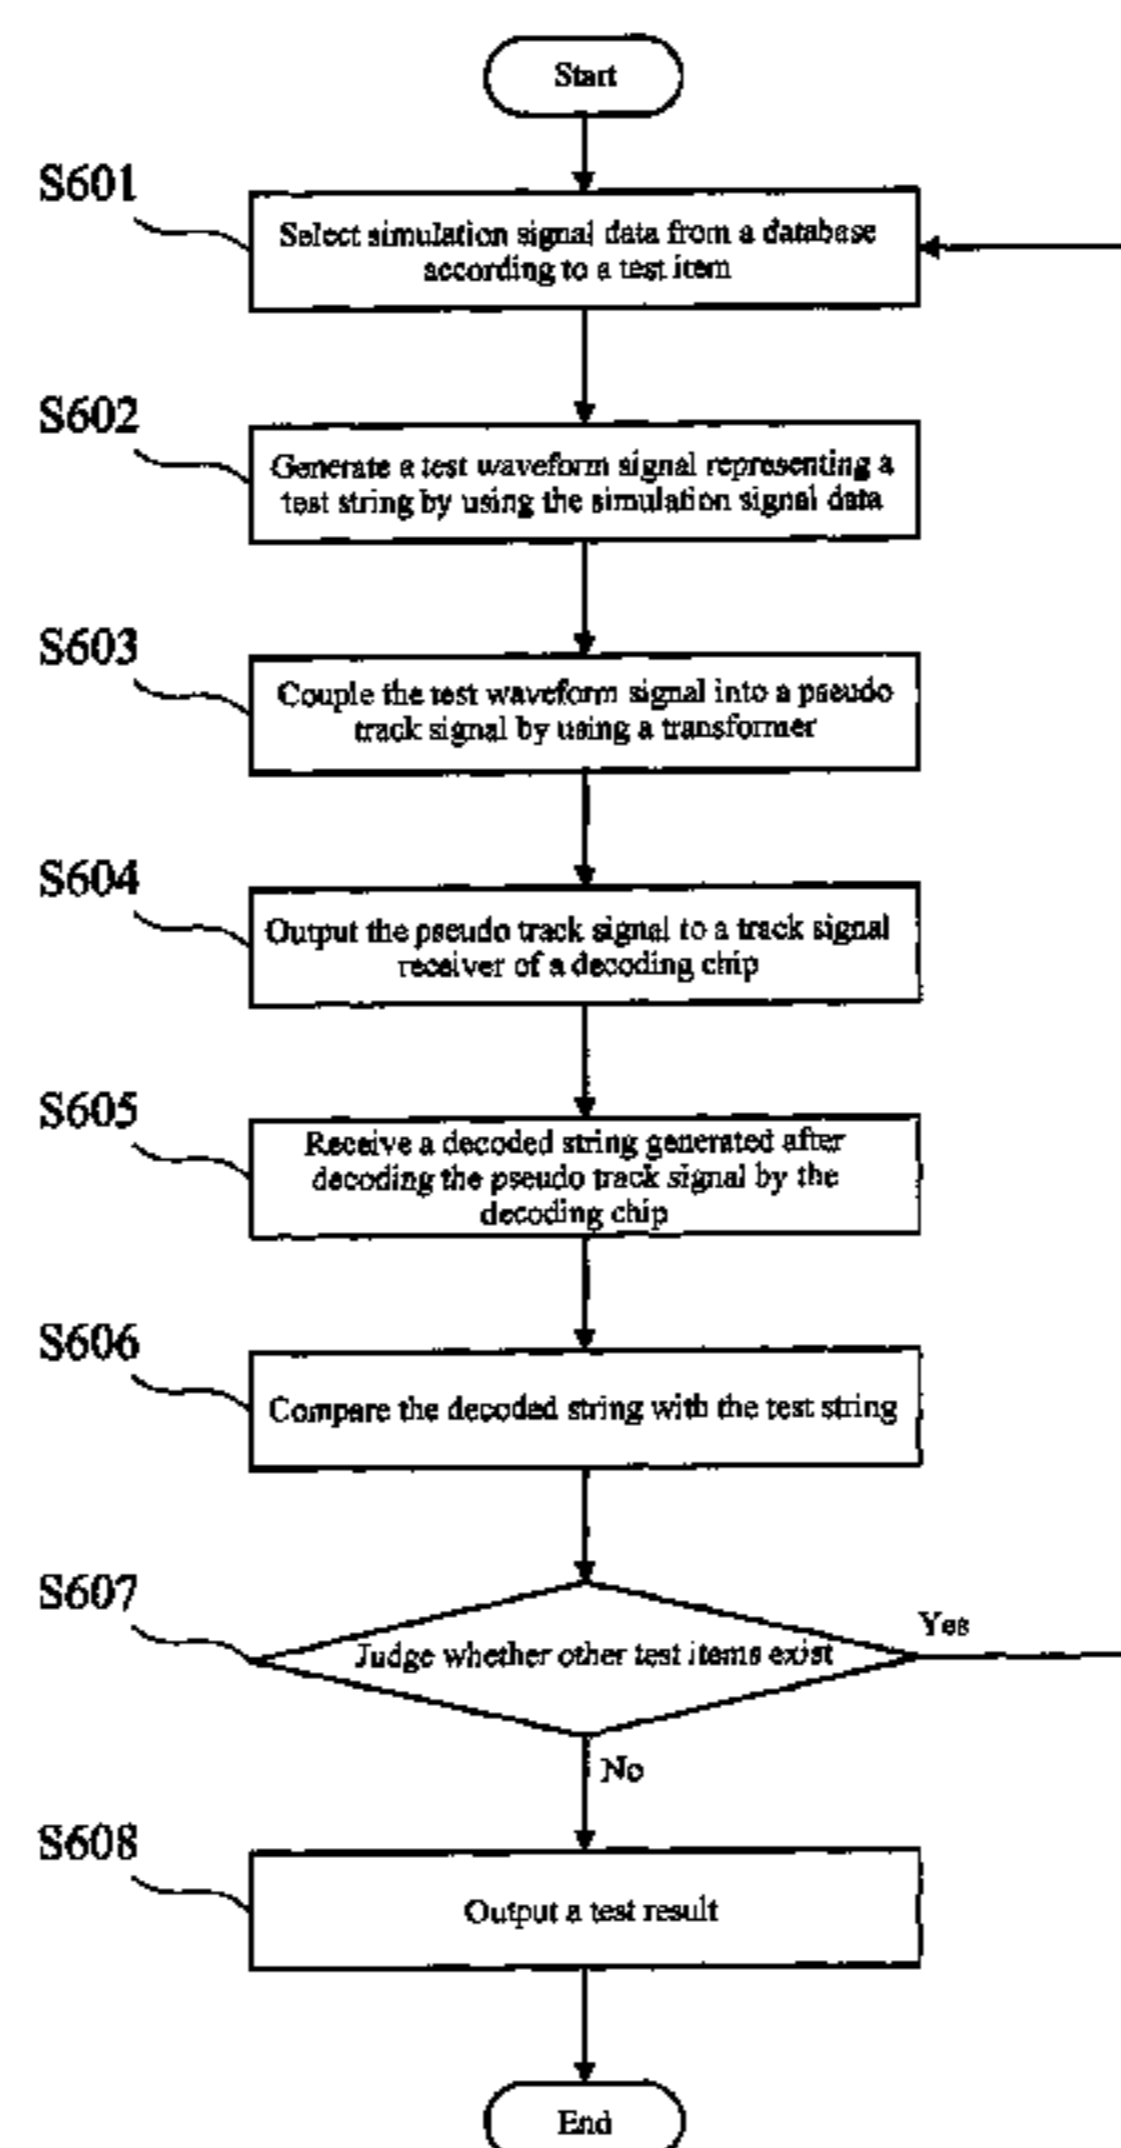 Start
S601
Select simulation signal data from a database
according to a test item
S602
Generate a test waveform signal representing a
test string by using the simulation signal data
S603
Couple the test waveform signal into a pseudo
track signal by using a transformer
S604
Output the pseudo track signal to a track signal
receiver of a decoding chip
S605
Receive a decoded string generated after
decoding the pseudo track signal by the
decoding chip
S606
Compare the decoded string with the test string
S607
Judge whether other test items exist
Yes
No
S608
Output a test result
End